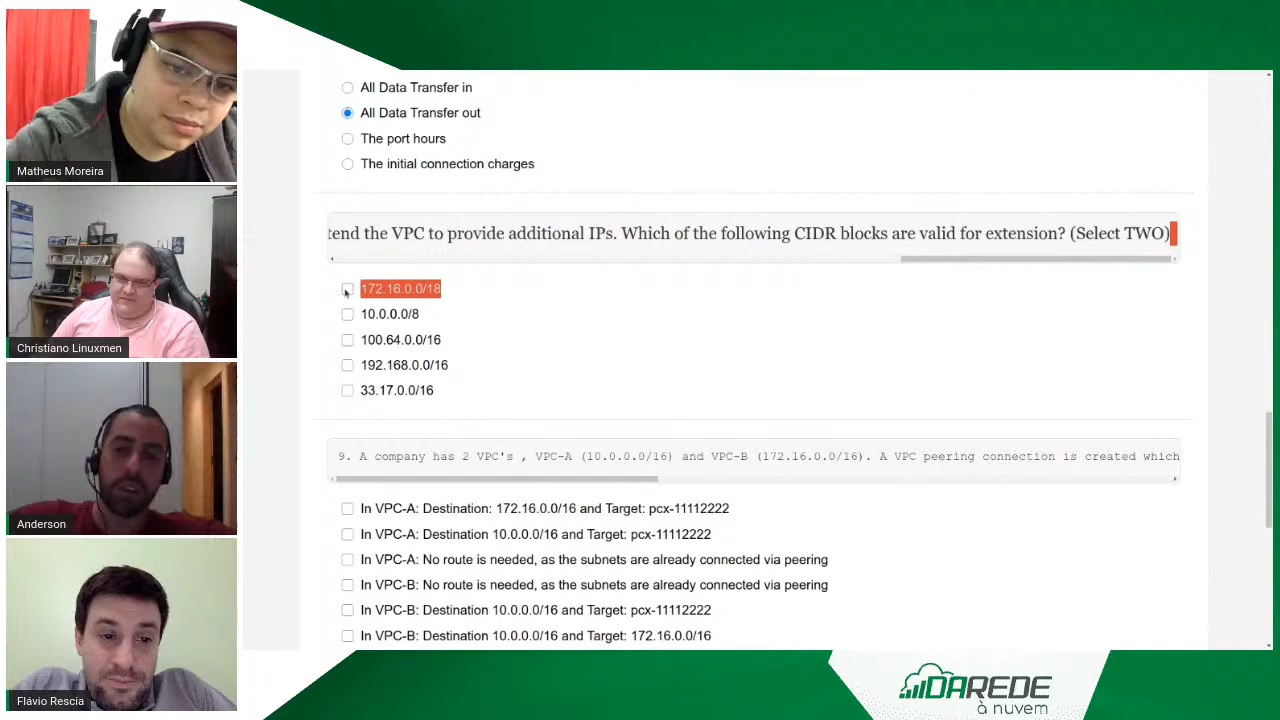 Matheus Moreira
Christiano Linuxmen
Anderson
Flávio Rescia
All Data Transfer in
All Data Transfer out
The port hours
The initial connection charges
tend the VPC to provide additional IPs. Which of the following CIDR blocks are valid for extension? (Select TWO)
172.16.0.0/18
10.0.0.0/8
100.64.0.0/16
192.168.0.0/16
33.17.0.0/16
9. A company has 2 VPC's , VPC-A (10.0.0.0/16) and VPC-B (172.16.0.0/16). A VPC peering connection is created which
In VPC-A: Destination: 172.16.0.0/16 and Target: pcx-11112222
In VPC-A: Destination 10.0.0.0/16 and Target: pcx-11112222
In VPC-A: No route is needed, as the subnets are already connected via peering
In VPC-B: No route is needed, as the subnets are already connected via peering
In VPC-B: Destination 10.0.0.0/16 and Target: pcx-11112222
In VPC-B: Destination 10.0.0.0/16 and Target: 172.16.0.0/16
DAREDE
à nuvem